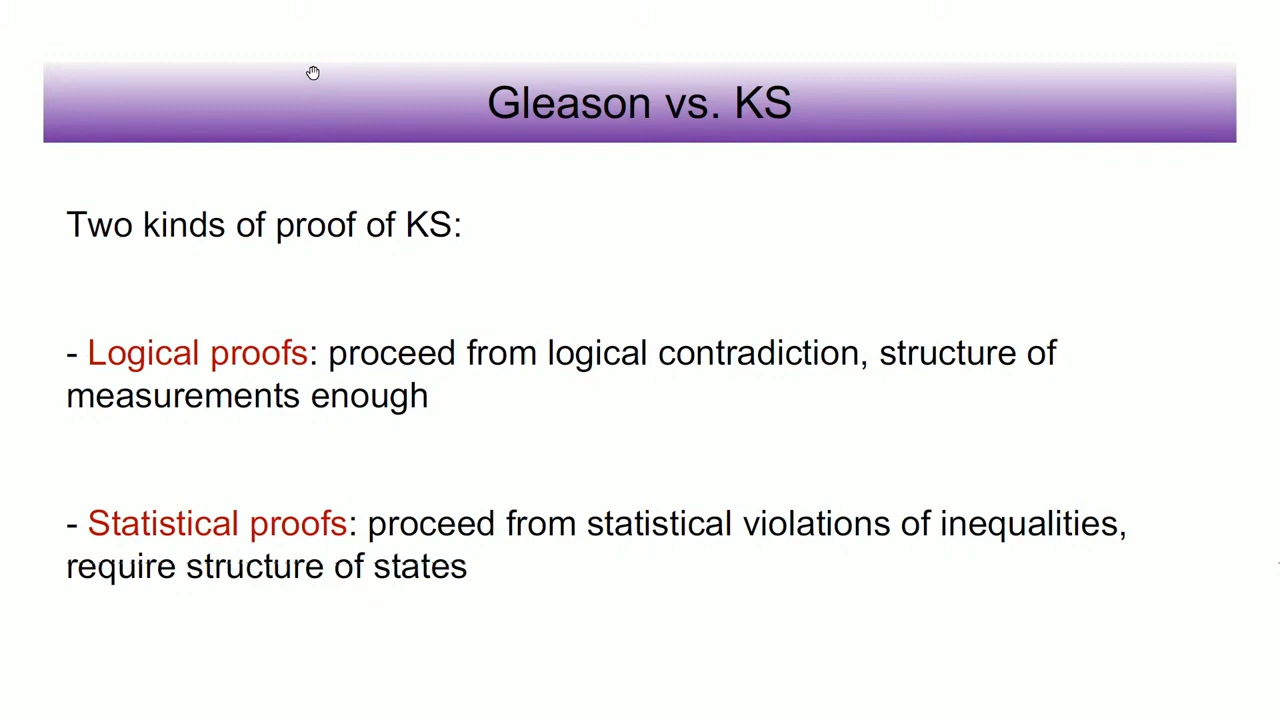 Gleason vs. KS
Two kinds of proof of KS:
- Logical proofs: proceed from logical contradiction, structure of
measurements enough
- Statistical proofs: proceed from statistical violations of inequalities,
require structure of states